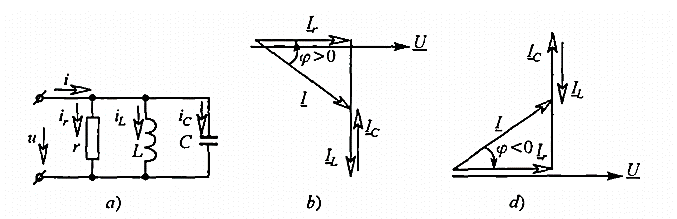 i
u
i_r
r
i_L
L
i_C
C
a)
I_r
U
φ>0
I
I_C
I_L
b)
I_C
I_L
I
φ<0
I_r
U
d)